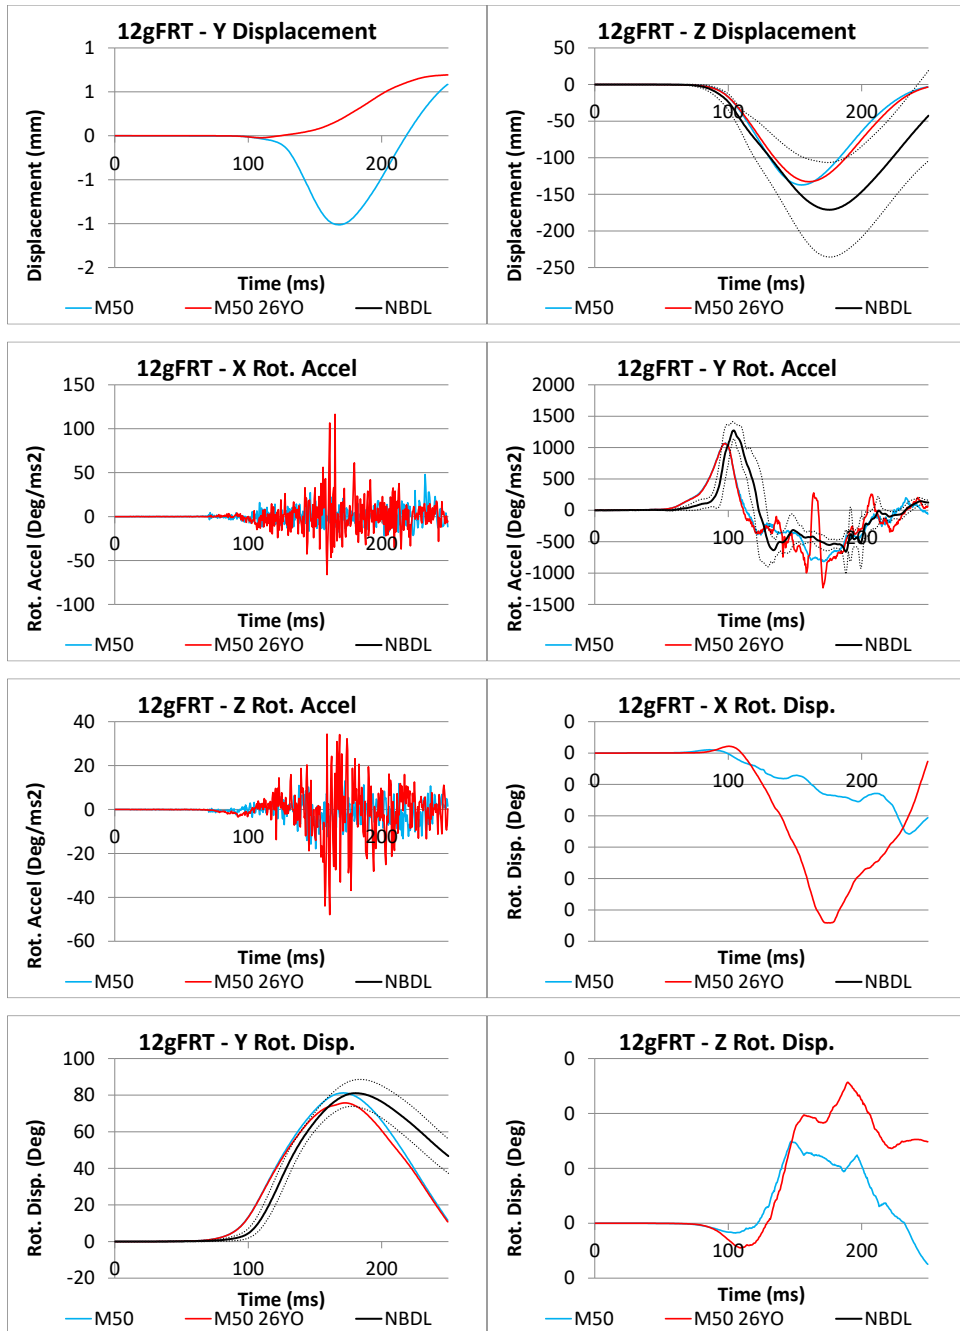 12gFRT - Y Displacement
1
1
0
-1
-1
-2
0
100
200
Displacement (mm)
Time (ms)
M50 M50 26YO NBDL
12gFRT - Z Displacement
50
0
-50
-100
-150
-200
-250
0
100
200
Displacement (mm)
Time (ms)
M50 M50 26YO NBDL
12gFRT - X Rot. Accel
150
100
50
0
-50
-100
0
100
200
Rot. Accel (Deg/ms2)
Time (ms)
M50 M50 26YO NBDL
12gFRT - Y Rot. Accel
2000
1500
1000
500
0
-500
-1000
-1500
0
100
200
Rot. Accel (Deg/ms2)
Time (ms)
M50 M50 26YO NBDL
12gFRT - Z Rot. Accel
40
20
0
-20
-40
-60
0
100
200
Rot. Accel (Deg/ms2)
Time (ms)
M50 M50 26YO NBDL
12gFRT - X Rot. Disp.
0
0
0
0
0
0
0
0
0
100
200
Rot. Disp. (Deg)
Time (ms)
M50 M50 26YO NBDL
12gFRT - Y Rot. Disp.
100
80
60
40
20
0
-20
0
100
200
Rot. Disp. (Deg)
Time (ms)
M50 M50 26YO NBDL
12gFRT - Z Rot. Disp.
0
0
0
0
0
0
100
200
Rot. Disp. (Deg)
Time (ms)
M50 M50 26YO NBDL